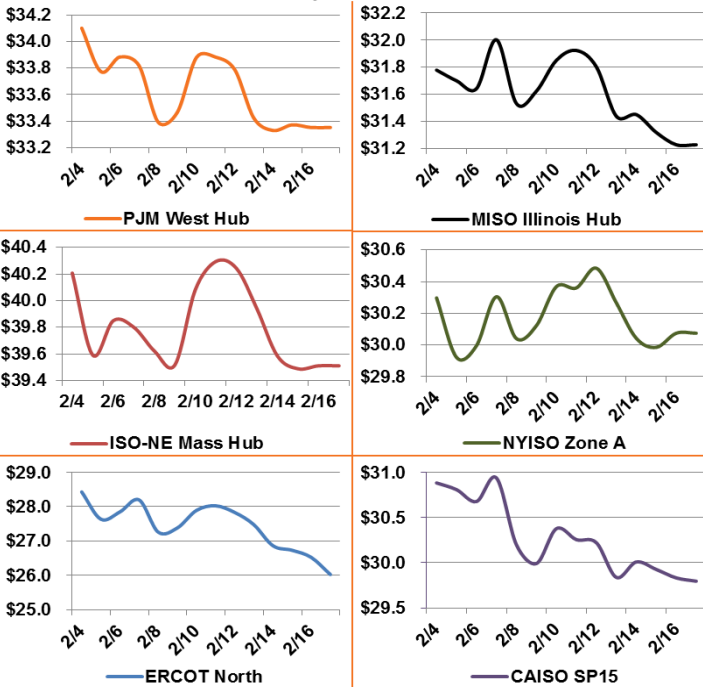 $34.2
$34.0
$33.8
$33.6
$33.4
$33.2
2/4 2/6 2/8 2/10 2/12 2/14 2/16
PJM West Hub
$32.2
$32.0
$31.8
$31.6
$31.4
$31.2
2/4 2/6 2/8 2/10 2/12 2/14 2/16
MISO Illinois Hub
$40.4
$40.2
$40.0
$39.8
$39.6
$39.4
2/4 2/6 2/8 2/10 2/12 2/14 2/16
ISO-NE Mass Hub
$30.6
$30.4
$30.2
$30.0
$29.8
2/4 2/6 2/8 2/10 2/12 2/14 2/16
NYISO Zone A
$29.0
$28.0
$27.0
$26.0
$25.0
2/4 2/6 2/8 2/10 2/12 2/14 2/16
ERCOT North
$31.0
$30.5
$30.0
$29.5
2/4 2/6 2/8 2/10 2/12 2/14 2/16
CAISO SP15